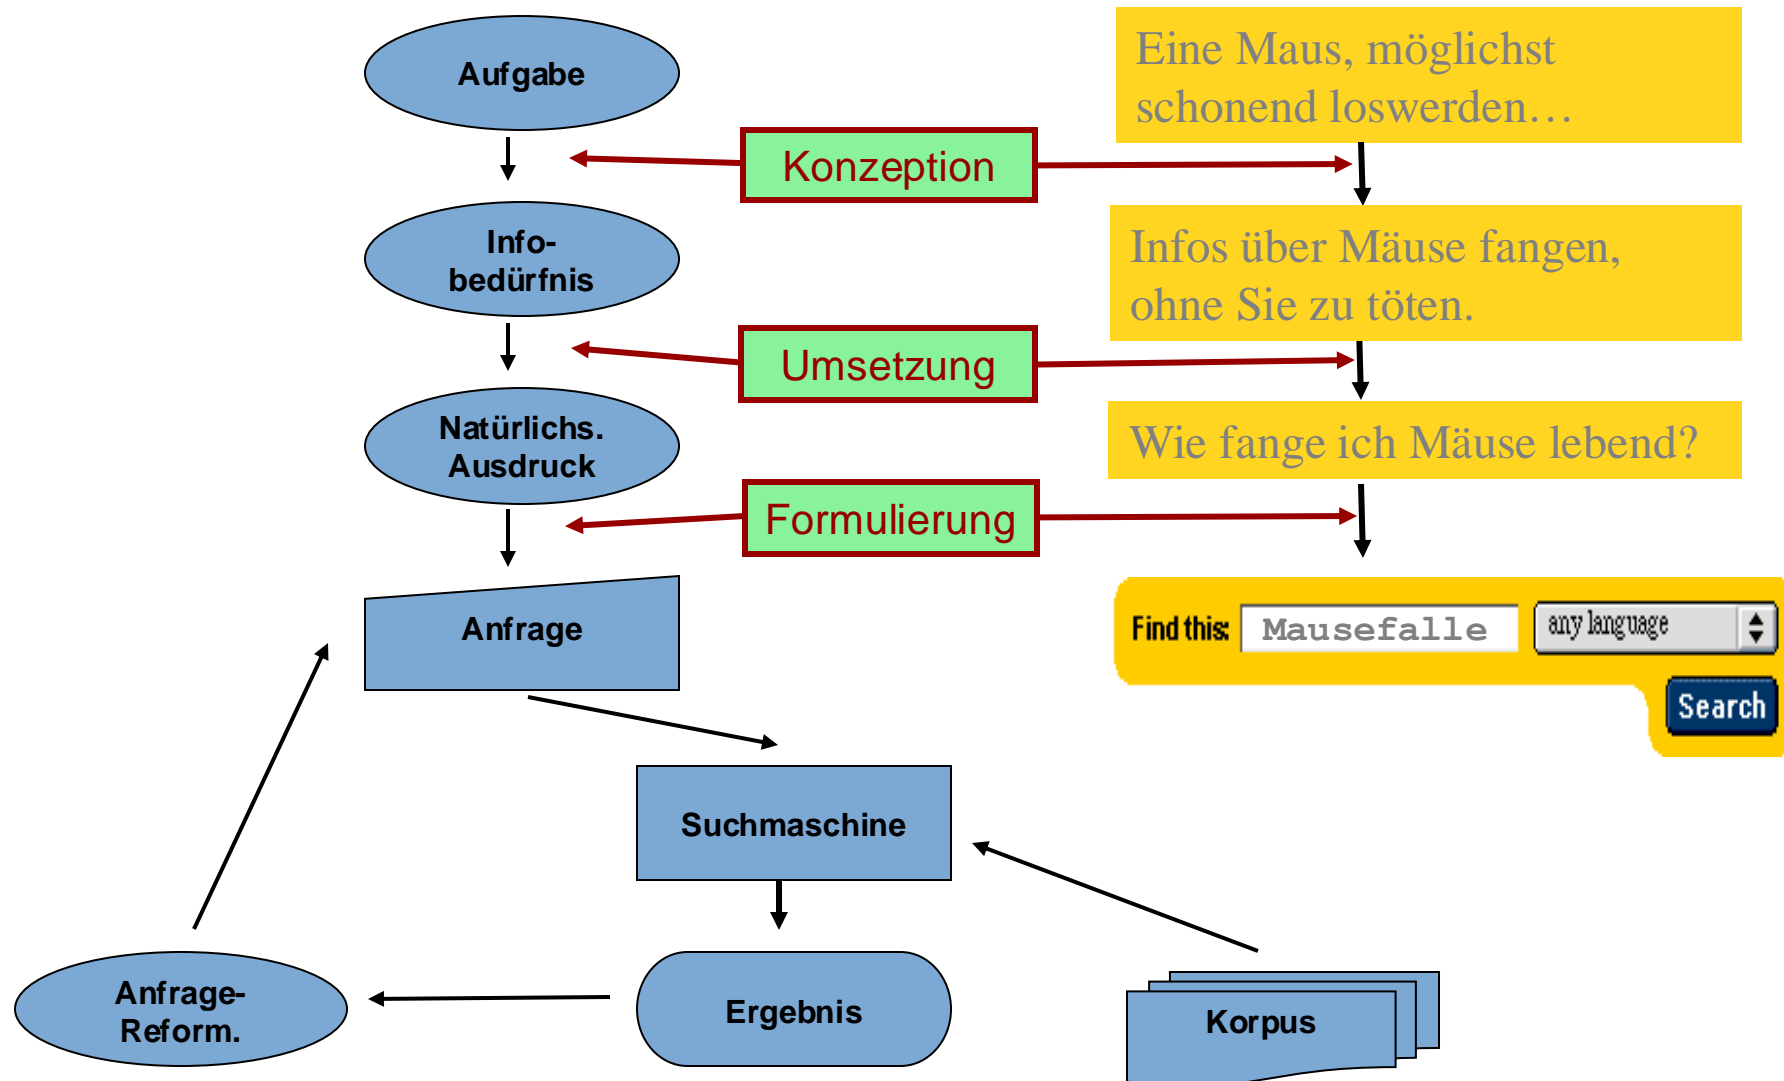 Aufgabe
Eine Maus, möglichst
schonend loswerden…
Konzeption
Info-
bedürfnis
Infos über Mäuse fangen,
ohne Sie zu töten.
Umsetzung
Natürlichs.
Ausdruck
Wie fange ich Mäuse lebend?
Formulierung
Anfrage
Find this: Mausefalle any language
Search
Suchmaschine
Anfrage-
Reform.
Ergebnis
Korpus